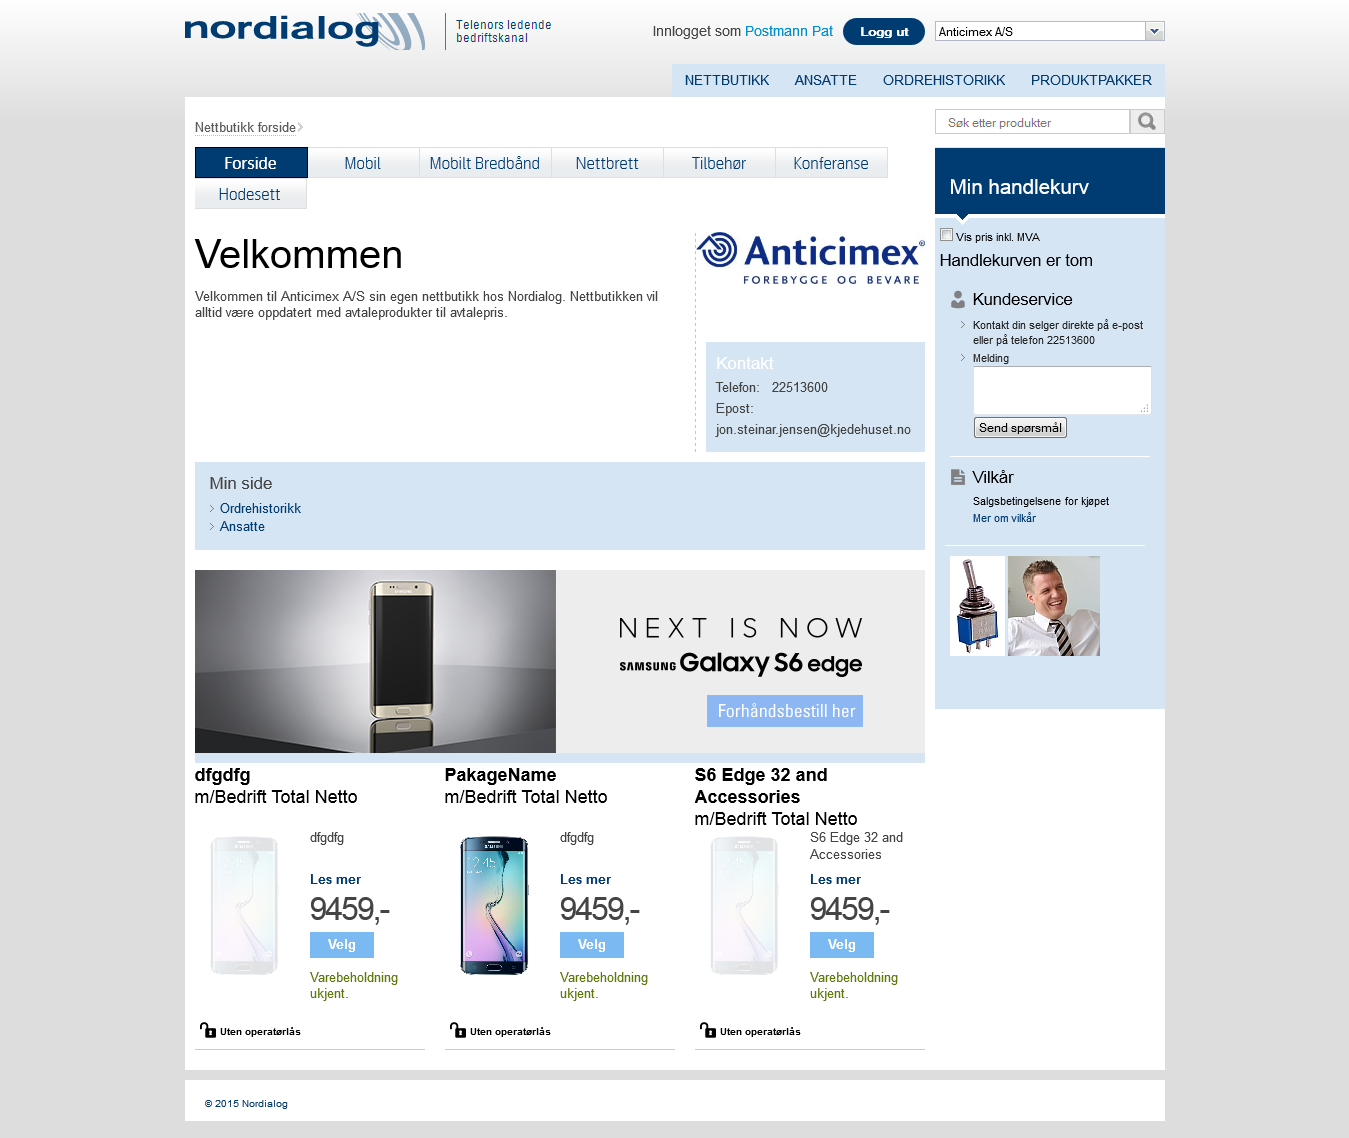 nordialog
Telenors ledende
bedriftskanal
Innlogget som Postmann Pat
Logg ut
Anticimex A/S
NETTBUTIKK
ANSATTE
ORDREHISTORIKK
PRODUKTPAKKER
Nettbutikk forside
Søk etter produkter
Forside
Mobil
Mobilt Bredbånd
Nettbrett
Tilbehør
Konferanse
Hodesett
Min handlekurv
Vis pris inkl. MVA
Handlekurven er tom
Kundeservice
Kontakt din selger direkte på e-post
eller på telefon 22513600
Melding
Send spørsmål
Vilkår
Salgsbetingelsene for kjøpet
Mer om vilkår
Velkommen
Velkommen til Anticimex A/S sin egen nettbutikk hos Nordialog. Nettbutikken vil
alltid være oppdatert med avtaleprodukter til avtalepris.
Anticimex®
FOREBYGGE OG BEVARE
Kontakt
Telefon: 22513600
Epost:
jon.steinar.jensen@kjedehuset.no
Min side
Ordrehistorikk
Ansatte
NEXT IS NOW
SAMSUNG Galaxy S6 edge
Forhåndsbestill her
dfgdfg
m/Bedrift Total Netto
dfgdfg
Les mer
9459,-
Velg
Varebeholdning
ukjent.
Uten operatørlås
PakageName
m/Bedrift Total Netto
dfgdfg
Les mer
9459,-
Velg
Varebeholdning
ukjent.
Uten operatørlås
S6 Edge 32 and
Accessories
m/Bedrift Total Netto
S6 Edge 32 and
Accessories
Les mer
9459,-
Velg
Varebeholdning
ukjent.
Uten operatørlås
© 2015 Nordialog